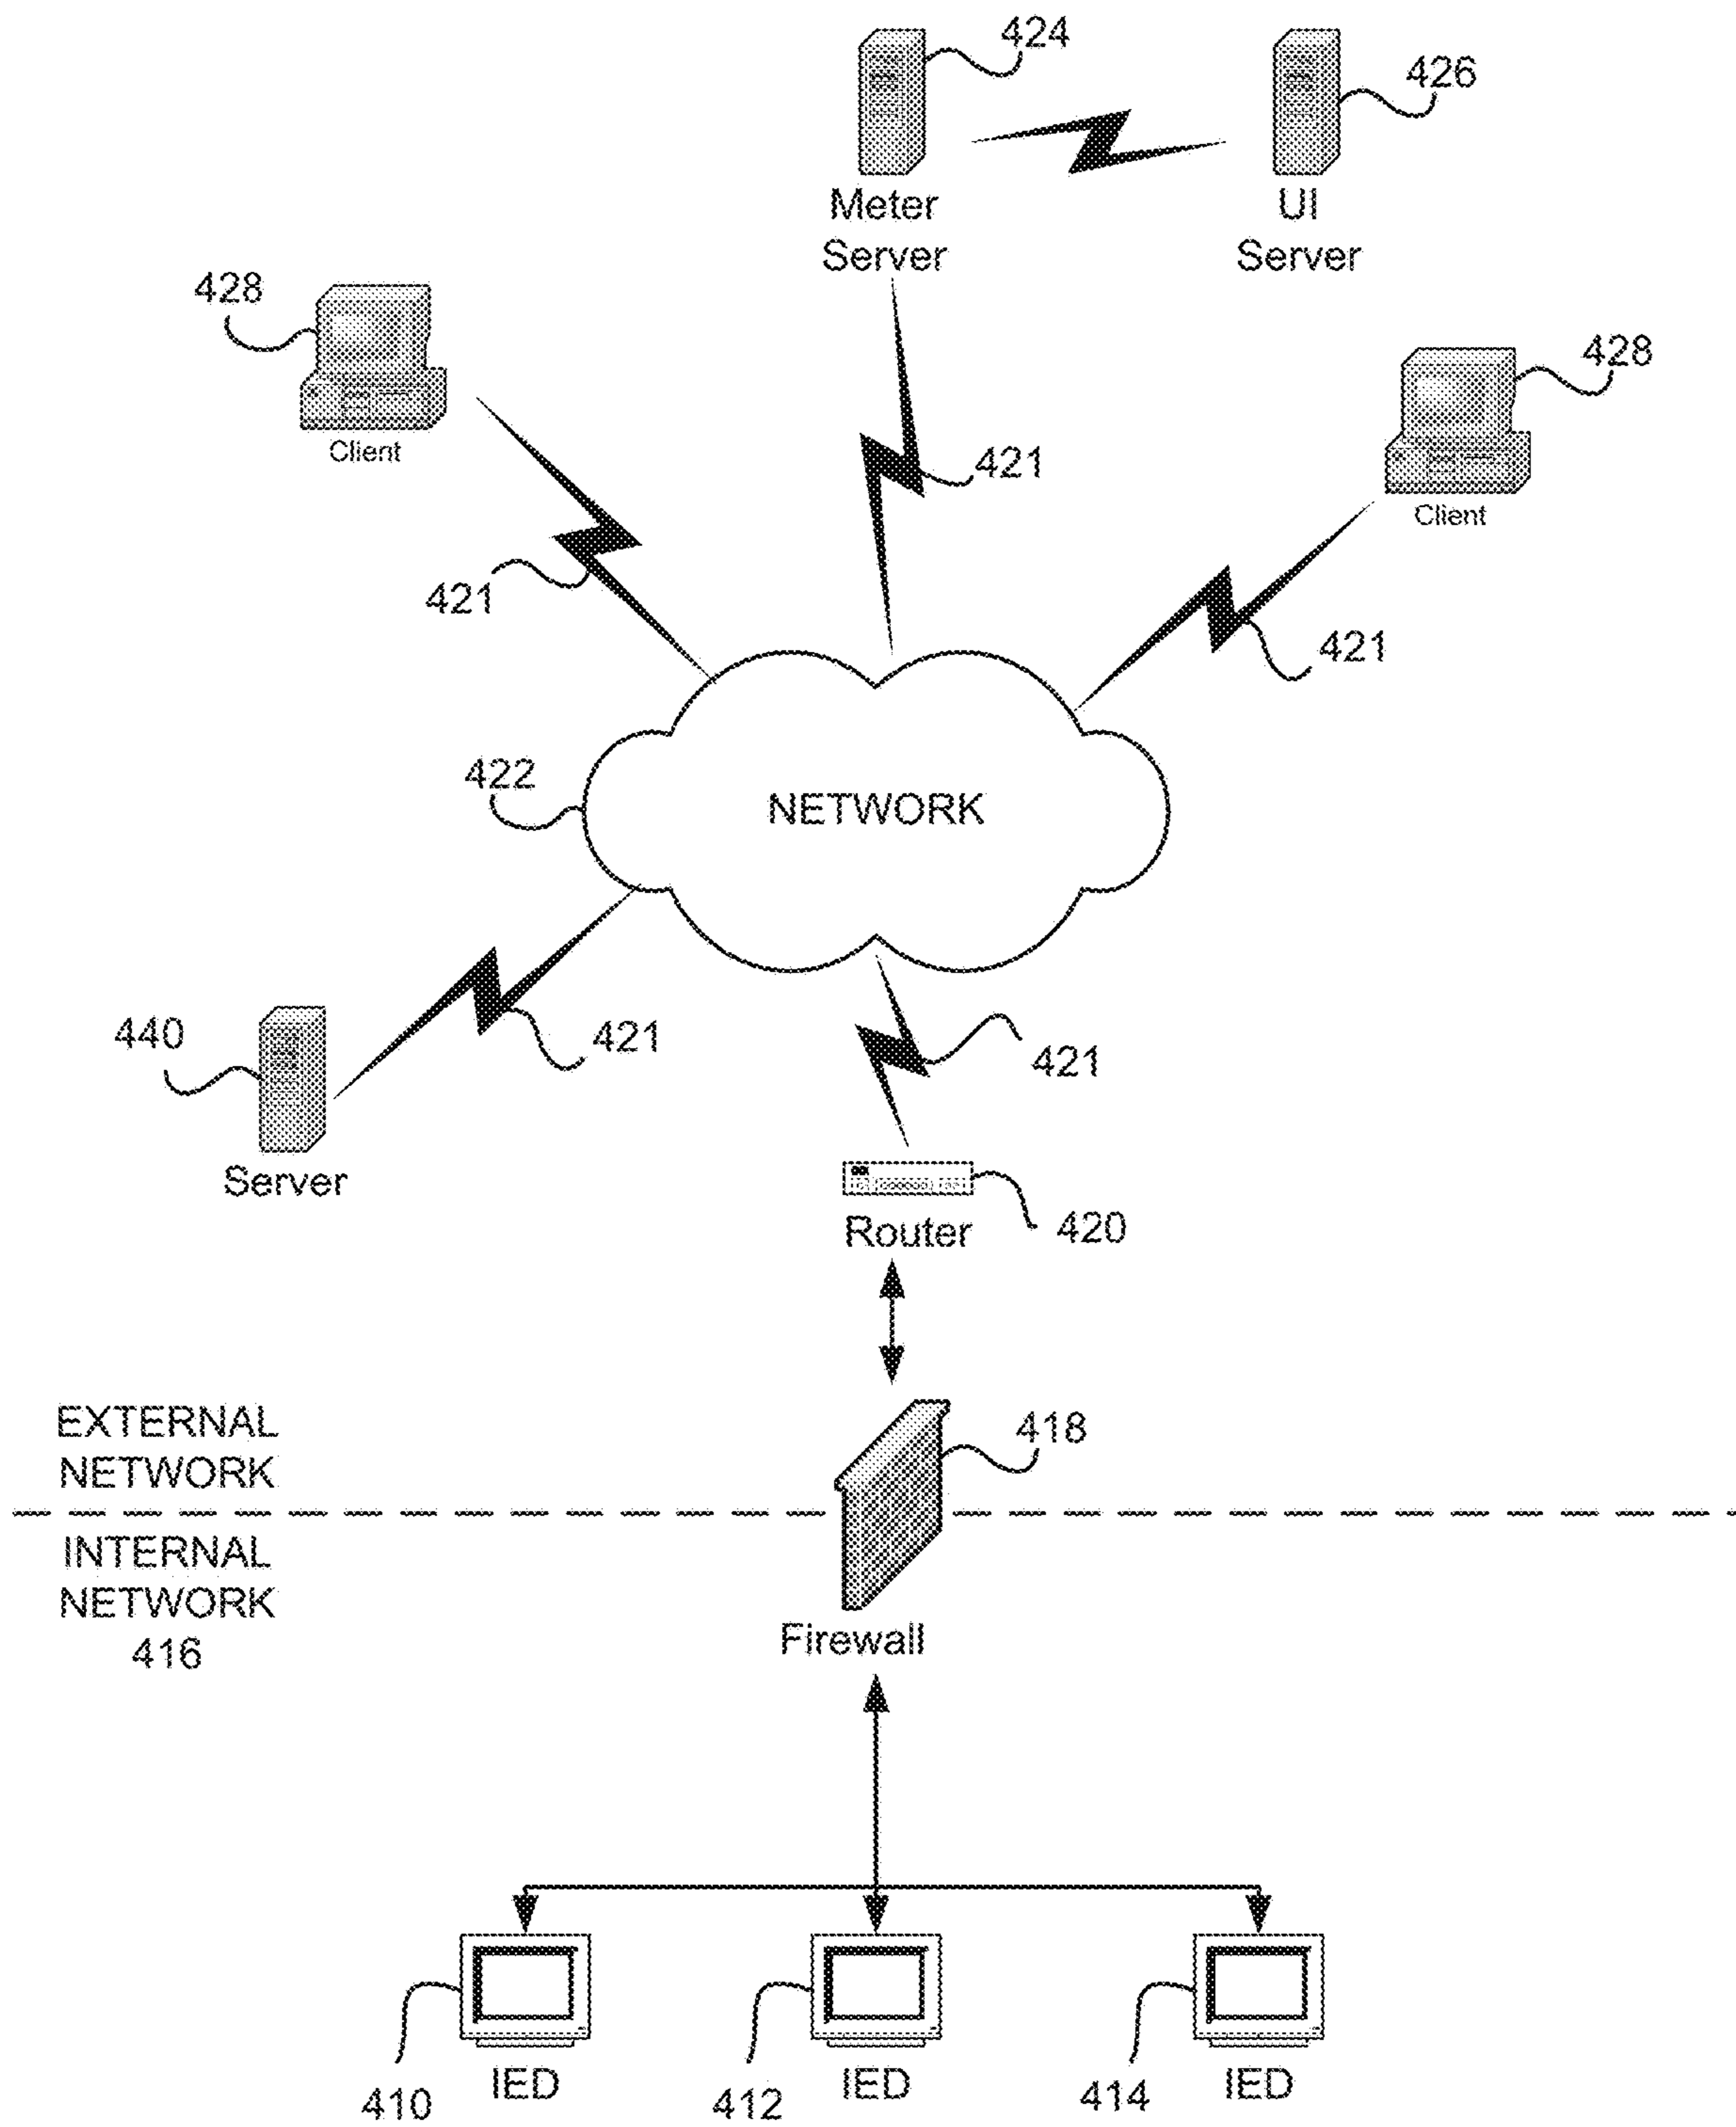 424
426
Meter
Server
UI
Server
428
Client
428
Client
421
421
421
422
NETWORK
440
Server
421
421
Router
420
EXTERNAL
NETWORK
418
INTERNAL
NETWORK
416
Firewall
410
IED
412
IED
414
IED